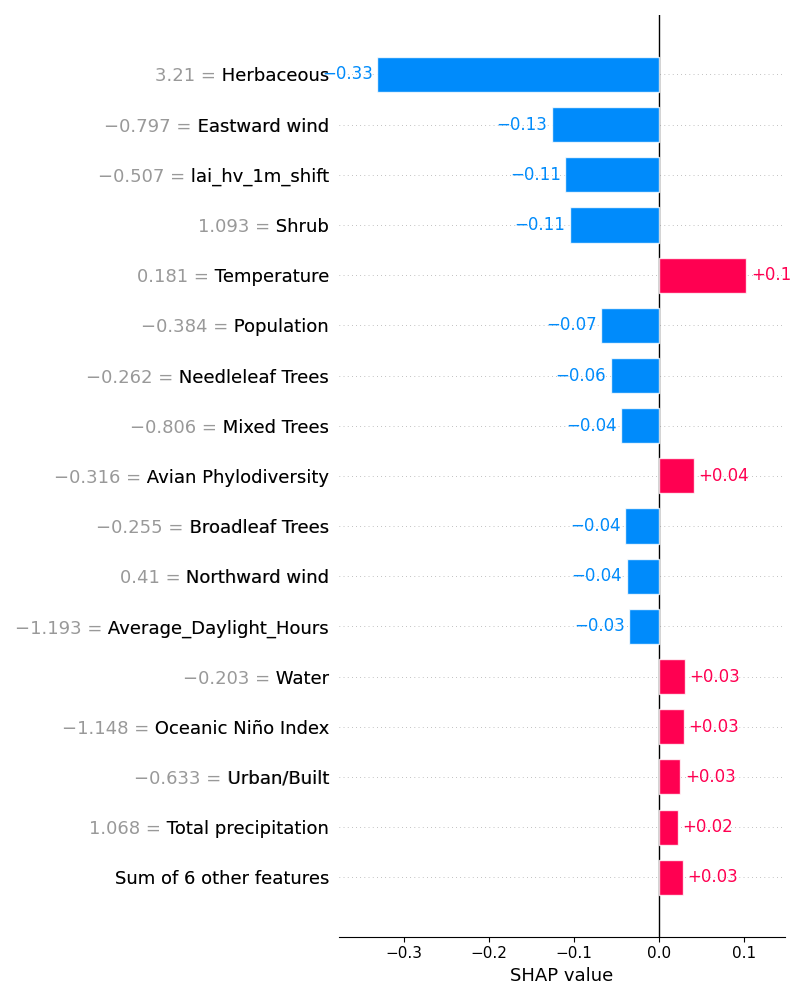 3.21 = Herbaceous −0.33
−0.797 = Eastward wind −0.13
−0.507 = lai_hv_1m_shift −0.11
1.093 = Shrub −0.11
0.181 = Temperature +0.1
−0.384 = Population −0.07
−0.262 = Needleleaf Trees −0.06
−0.806 = Mixed Trees −0.04
−0.316 = Avian Phylodiversity +0.04
−0.255 = Broadleaf Trees −0.04
0.41 = Northward wind −0.04
−1.193 = Average_Daylight_Hours −0.03
−0.203 = Water +0.03
−1.148 = Oceanic Niño Index +0.03
−0.633 = Urban/Built +0.03
1.068 = Total precipitation +0.02
Sum of 6 other features +0.03
−0.3 −0.2 −0.1 0.0 0.1
SHAP value